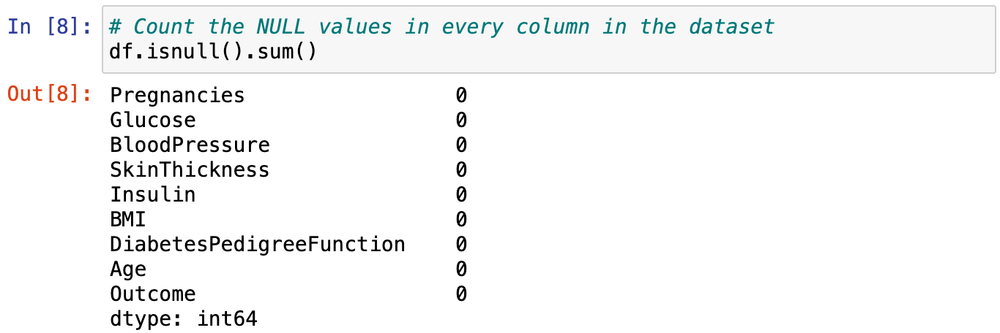 In [8]: # Count the NULL values in every column in the dataset
df.isnull().sum()
Out[8]: Pregnancies 0
Glucose 0
BloodPressure 0
SkinThickness 0
Insulin 0
BMI 0
DiabetesPedigreeFunction 0
Age 0
Outcome 0
dtype: int64